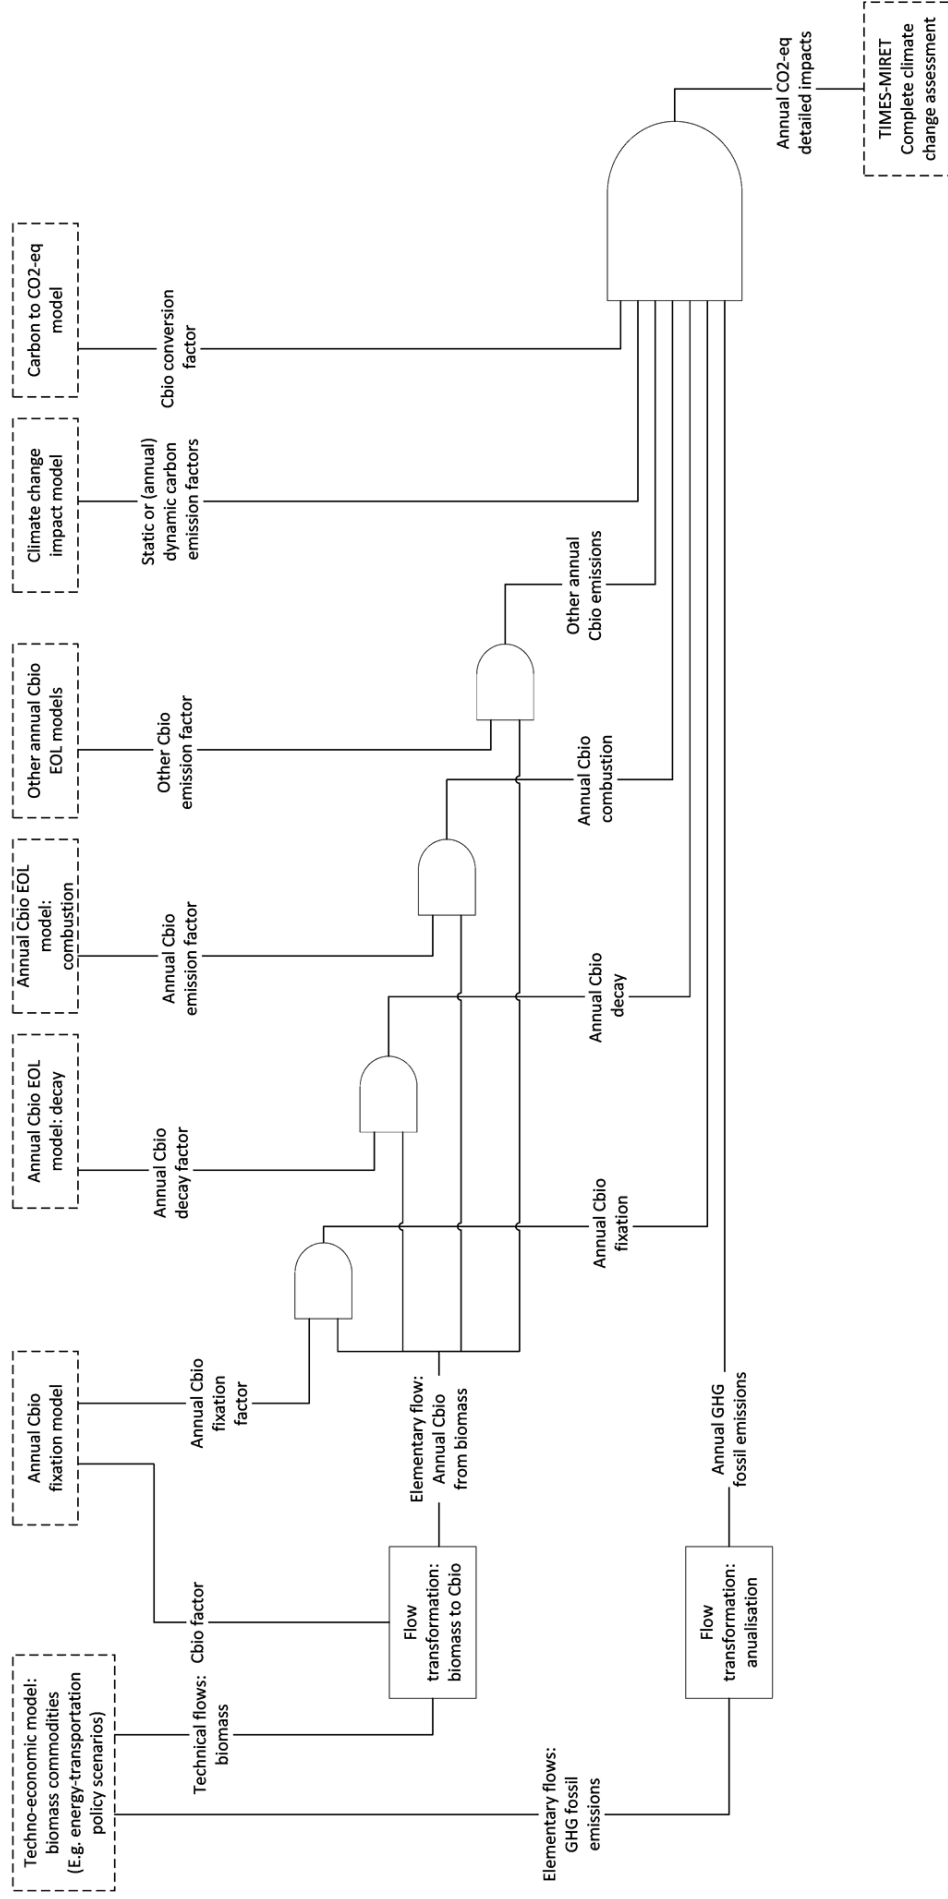 Techno-economic model:
biomass commodities
(E.g. energy-transportation
policy scenarios)
Annual Cbio
fixation model
Annual Cbio EOL
model: decay
Annual Cbio EOL
model:
combustion
Other annual Cbio
EOL models
Climate change
impact model
Carbon to CO2-eq
model
Technical flows:
biomass
Cbio factor
Annual Cbio
fixation
factor
Annual Cbio
decay factor
Annual Cbio
emission factor
Other Cbio
emission factor
Static or (annual)
dynamic carbon
emission factors
Cbio conversion
factor
Flow
transformation:
biomass to Cbio
Elementary flow:
Annual Cbio
from biomass
Elementary flows:
GHG fossil
emissions
Annual Cbio
fixation
Annual Cbio
decay
Annual Cbio
combustion
Other annual
Cbio emissions
Flow
transformation:
anualisation
Annual GHG
fossil emissions
Annual CO2-eq
detailed impacts
TIMES-MIRET
Complete climate
change assessment